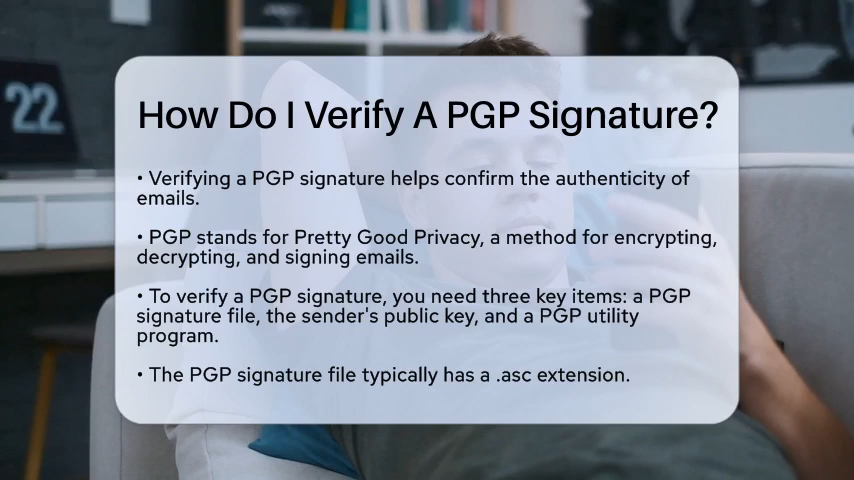 22
How Do I Verify A PGP Signature?
• Verifying a PGP signature helps confirm the authenticity of
emails.
• PGP stands for Pretty Good Privacy, a method for encrypting,
decrypting, and signing emails.
• To verify a PGP signature, you need three key items: a PGP
signature file, the sender's public key, and a PGP utility
program.
• The PGP signature file typically has a .asc extension.